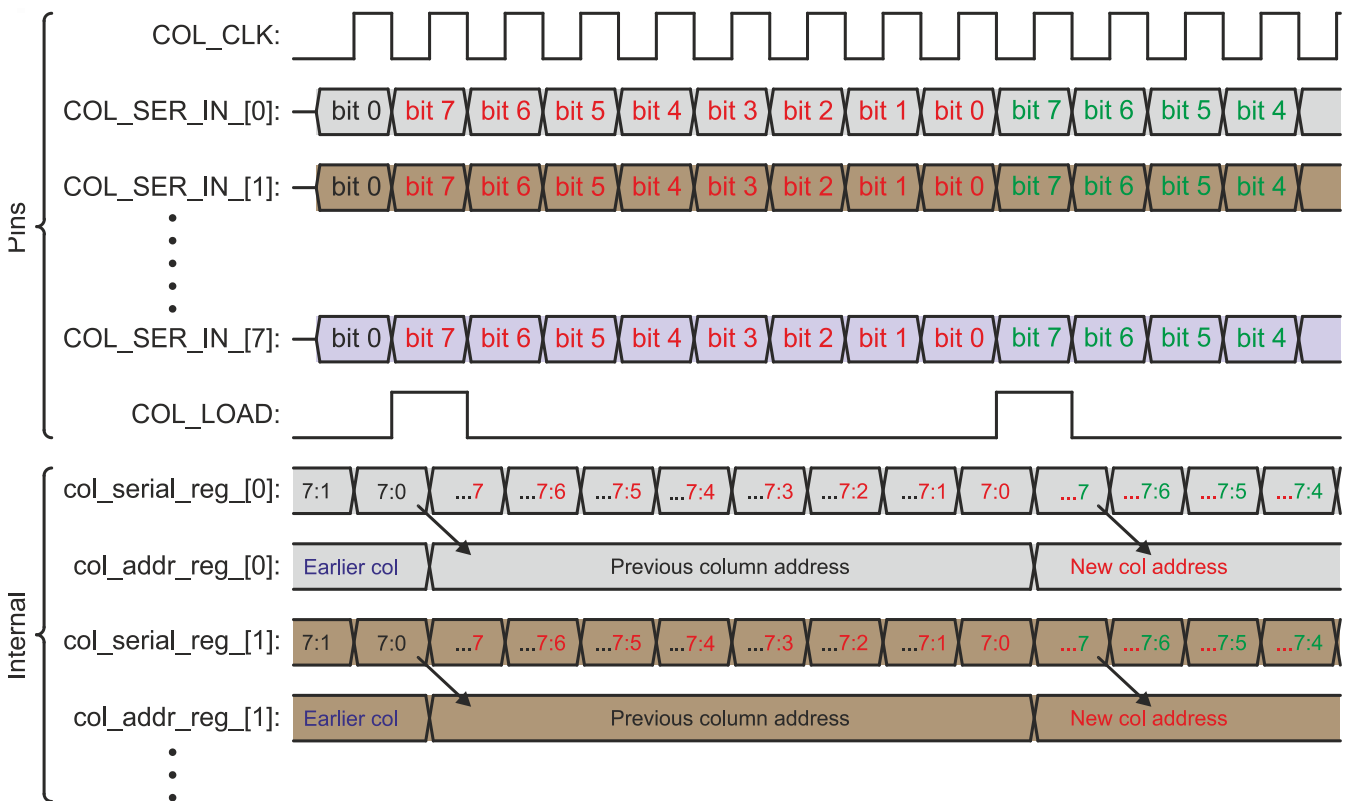 COL_CLK:
COL_SER_IN_[0]: bit 0 bit 7 bit 6 bit 5 bit 4 bit 3 bit 2 bit 1 bit 0 bit 7 bit 6 bit 5 bit 4
COL_SER_IN_[1]: bit 0 bit 7 bit 6 bit 5 bit 4 bit 3 bit 2 bit 1 bit 0 bit 7 bit 6 bit 5 bit 4
Pins
COL_SER_IN_[7]: bit 0 bit 7 bit 6 bit 5 bit 4 bit 3 bit 2 bit 1 bit 0 bit 7 bit 6 bit 5 bit 4
COL_LOAD:
col_serial_reg_[0]: 7:1 7:0 ...7 ...7:6 ...7:5 ...7:4 ...7:3 ...7:2 ...7:1 7:0 ...7 ...7:6 ...7:5 ...7:4
col_addr_reg_[0]: Earlier col Previous column address New col address
Internal
col_serial_reg_[1]: 7:1 7:0 ...7 ...7:6 ...7:5 ...7:4 ...7:3 ...7:2 ...7:1 7:0 ...7 ...7:6 ...7:5 ...7:4
col_addr_reg_[1]: Earlier col Previous column address New col address